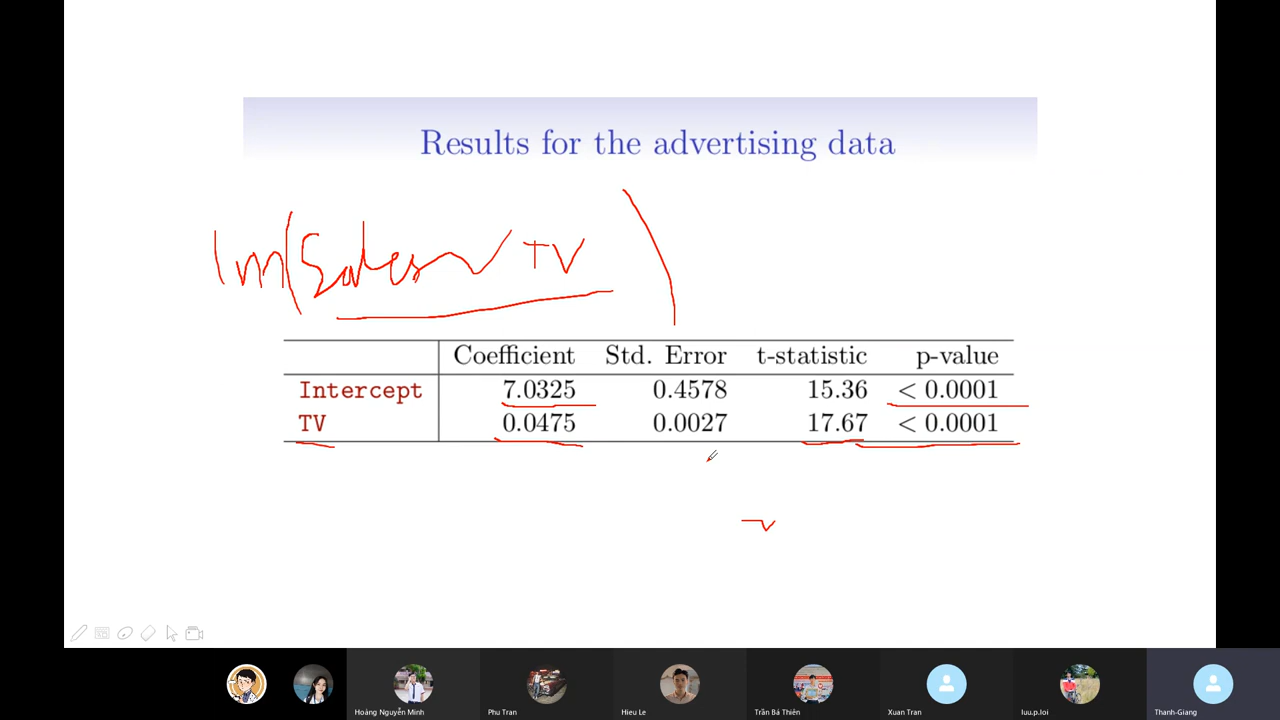 Results for the advertising data
lm(Sales ~ TV)
Coefficient Std. Error t-statistic p-value
Intercept 7.0325 0.4578 15.36 < 0.0001
TV 0.0475 0.0027 17.67 < 0.0001
Hoàng Nguyễn Minh Phu Tran Hieu Le Trần Bá Thiên Xuan Tran luu.p.loi Thanh-Giang